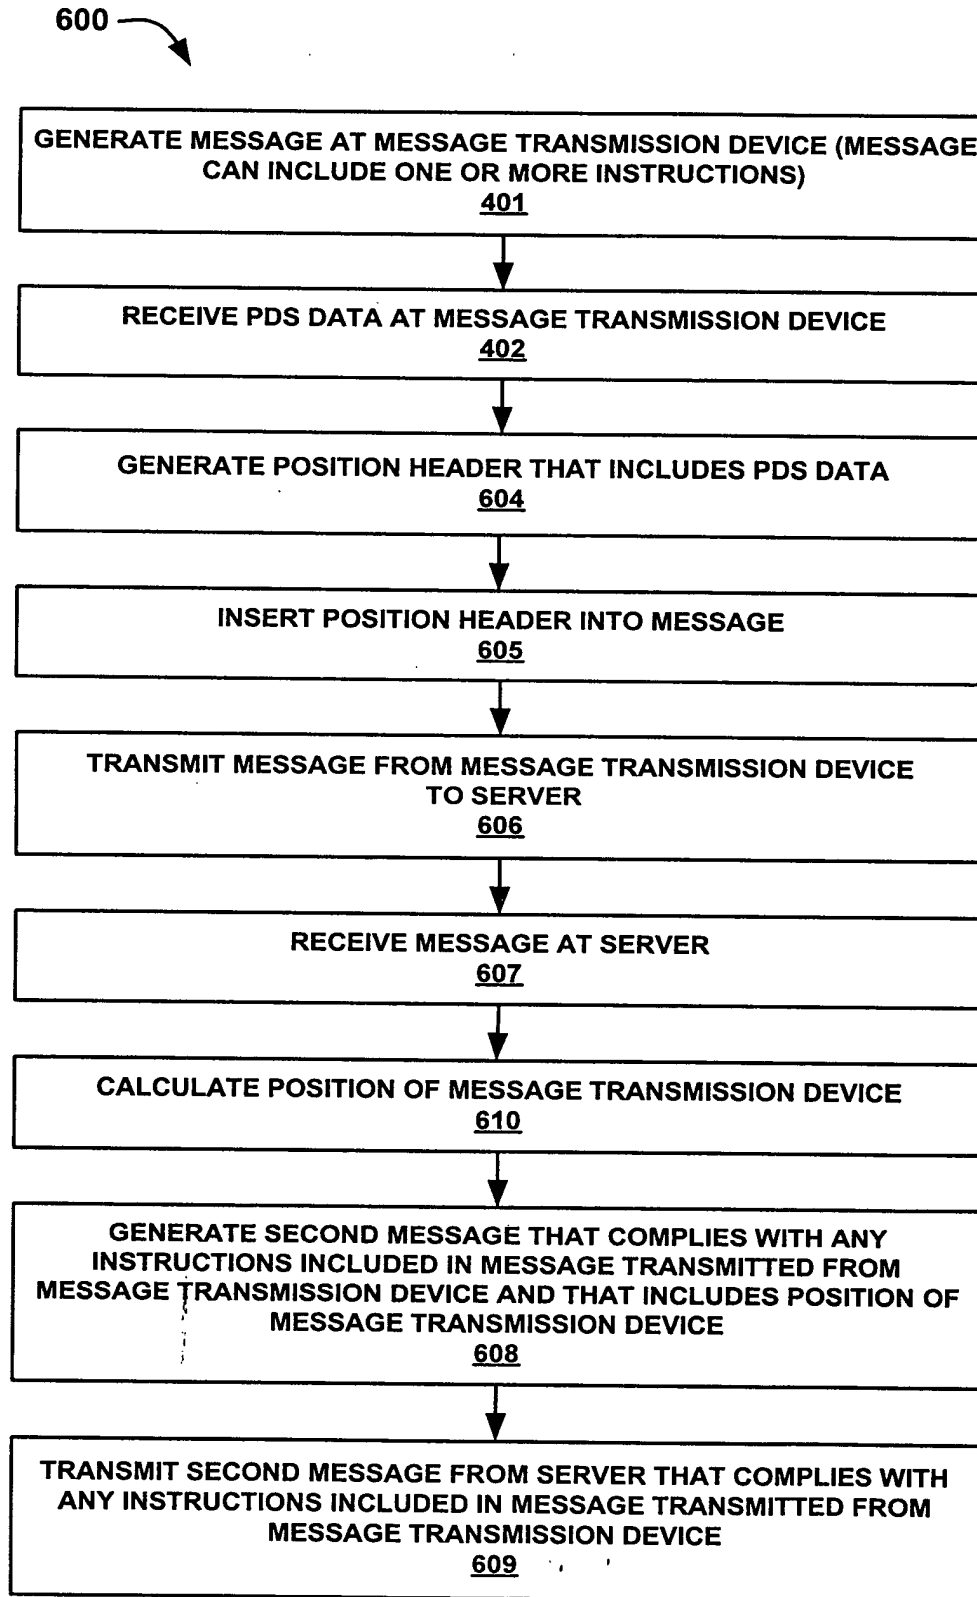 600
GENERATE MESSAGE AT MESSAGE TRANSMISSION DEVICE (MESSAGE
CAN INCLUDE ONE OR MORE INSTRUCTIONS)
401
RECEIVE PDS DATA AT MESSAGE TRANSMISSION DEVICE
402
GENERATE POSITION HEADER THAT INCLUDES PDS DATA
604
INSERT POSITION HEADER INTO MESSAGE
605
TRANSMIT MESSAGE FROM MESSAGE TRANSMISSION DEVICE
TO SERVER
606
RECEIVE MESSAGE AT SERVER
607
CALCULATE POSITION OF MESSAGE TRANSMISSION DEVICE
610
GENERATE SECOND MESSAGE THAT COMPLIES WITH ANY
INSTRUCTIONS INCLUDED IN MESSAGE TRANSMITTED FROM
MESSAGE TRANSMISSION DEVICE AND THAT INCLUDES POSITION OF
MESSAGE TRANSMISSION DEVICE
608
TRANSMIT SECOND MESSAGE FROM SERVER THAT COMPLIES WITH
ANY INSTRUCTIONS INCLUDED IN MESSAGE TRANSMITTED FROM
MESSAGE TRANSMISSION DEVICE
609